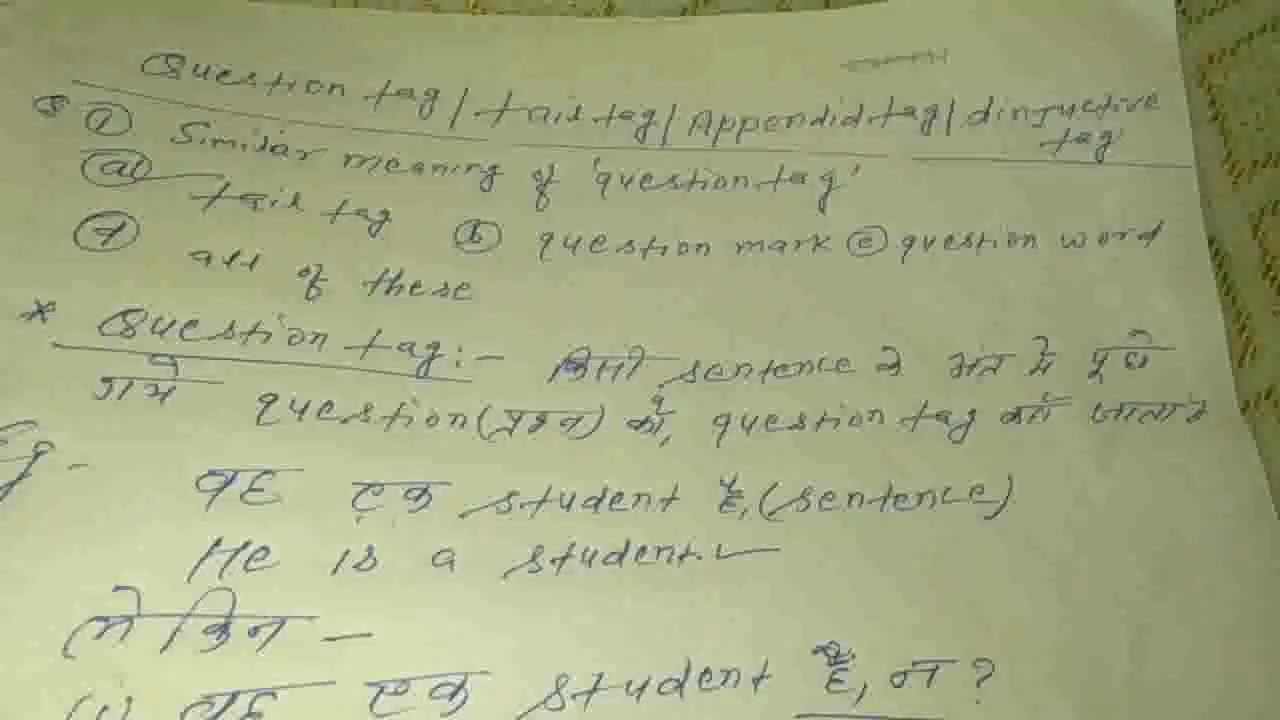 Question tag / tail tag / Appendid tag / disjuctive tag
Q (1) Similar meaning of 'question tag'
(a) tail tag (b) question mark (c) question word
(d) all of these
* Question tag :- किसी sentence के अंत मे पूछे
गये question (प्रश्न) को, question tag कहा जाता है
Eg - वह एक student है, (sentence)
He is a student.
लेकिन -
(i) वह एक student है, न ?